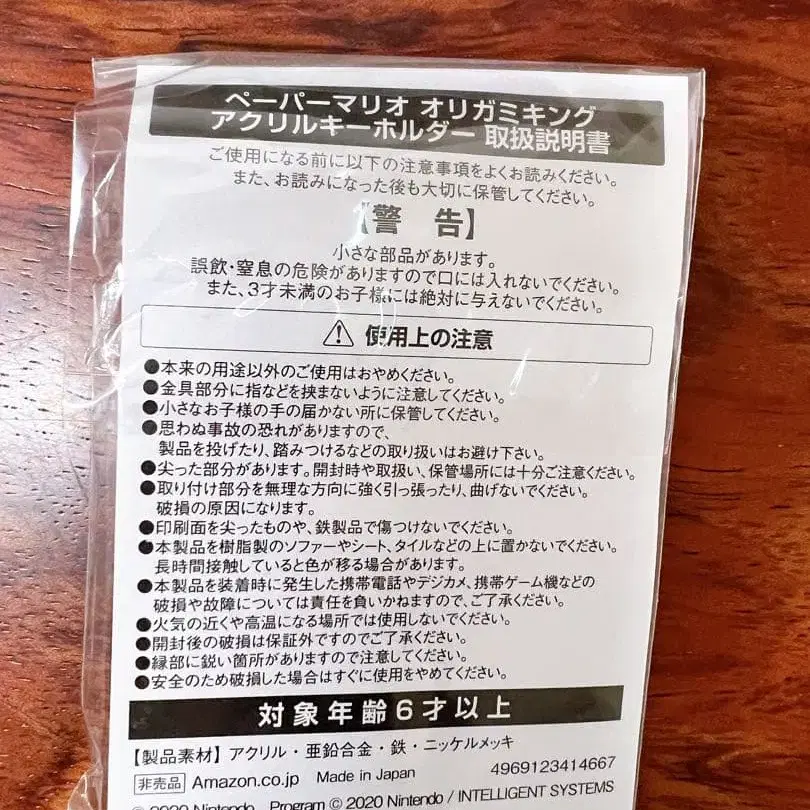 ペーパーマリオ オリガミキング
アクリルキーホルダー 取扱説明書
ご使用になる前に以下の注意事項をよくお読みください。
また、お読みになった後も大切に保管してください。
【警 告】
小さな部品があります。
誤飲・窒息の危険がありますので口には入れないでください。
また、3才未満のお子様には絶対に与えないでください。
⚠ 使用上の注意
●本来の用途以外のご使用はおやめください。
●金具部分に指などを挟まないように注意してください。
●小さなお子様の手の届かない所に保管してください。
●思わぬ事故の恐れがありますので、
製品を投げたり、踏みつけるなどの取り扱いはお避け下さい。
●尖った部分があります。開封時や取扱い、保管場所には十分ご注意ください。
●取り付け部分を無理な方向に強く引っ張ったり、曲げないでください。
破損の原因になります。
●印刷面を尖ったものや、鉄製品で傷つけないでください。
●本製品を樹脂製のソファーやシート、タイルなどの上に置かないでください。
長時間接触していると色が移る場合があります。
●本製品を装着時に発生した携帯電話やデジカメ、携帯ゲーム機などの
破損や故障については責任を負いかねますので、ご了承ください。
●火気の近くや高温になる場所では使用しないでください。
●開封後の破損は保証外ですのでご了承ください。
●縁部に鋭い箇所がありますので注意してください。
●安全のため破損した場合はすぐに使用をやめてください。
対象年齢6才以上
【製品素材】アクリル・亜鉛合金・鉄・ニッケルメッキ
非売品 Amazon.co.jp Made in Japan 4969123414667
© 2020 Nintendo Program © 2020 Nintendo / INTELLIGENT SYSTEMS